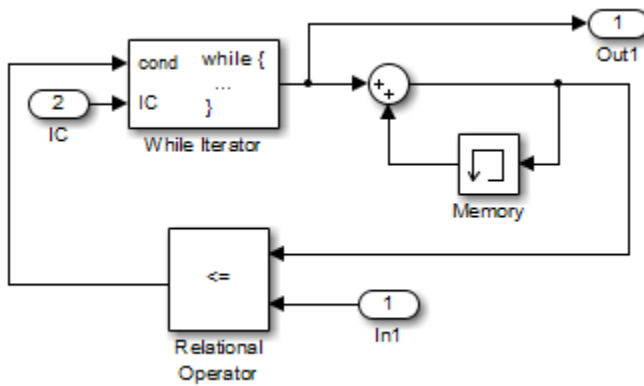 1
Out1
cond while {
...
IC }
While Iterator
2
IC
+
+
Memory
<=
Relational
Operator
1
In1